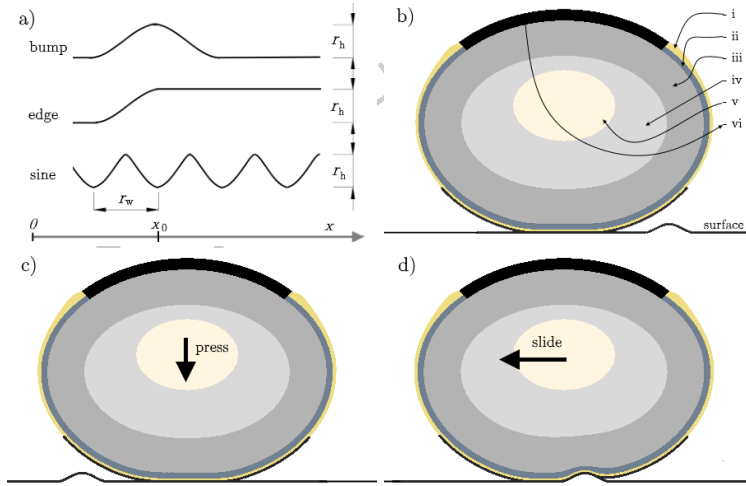 a)
bump
r_h
edge
r_h
sine
r_h
r_w
0 x_0 x
b)
i
ii
iii
iv
v
vi
surface
c)
press
d)
slide